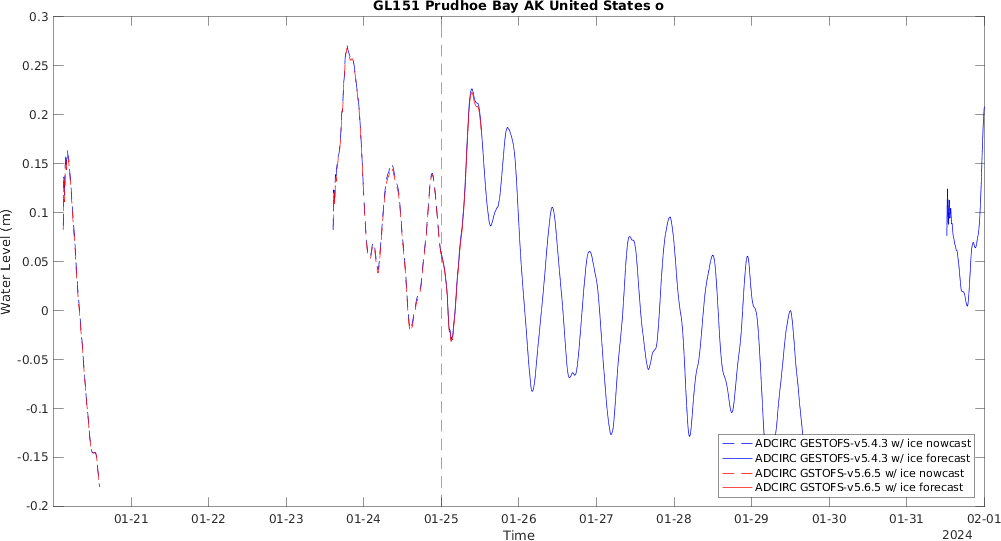 GL151 Prudhoe Bay AK United States o
0.3
0.25
0.2
0.15
0.1
0.05
0
-0.05
-0.1
-0.15
-0.2
Water Level (m)
ADCIRC GESTOFS-v5.4.3 w/ ice nowcast
ADCIRC GESTOFS-v5.4.3 w/ ice forecast
ADCIRC GSTOFS-v5.6.5 w/ ice nowcast
ADCIRC GSTOFS-v5.6.5 w/ ice forecast
01-21 01-22 01-23 01-24 01-25 01-26 01-27 01-28 01-29 01-30 01-31 02-01
Time
2024